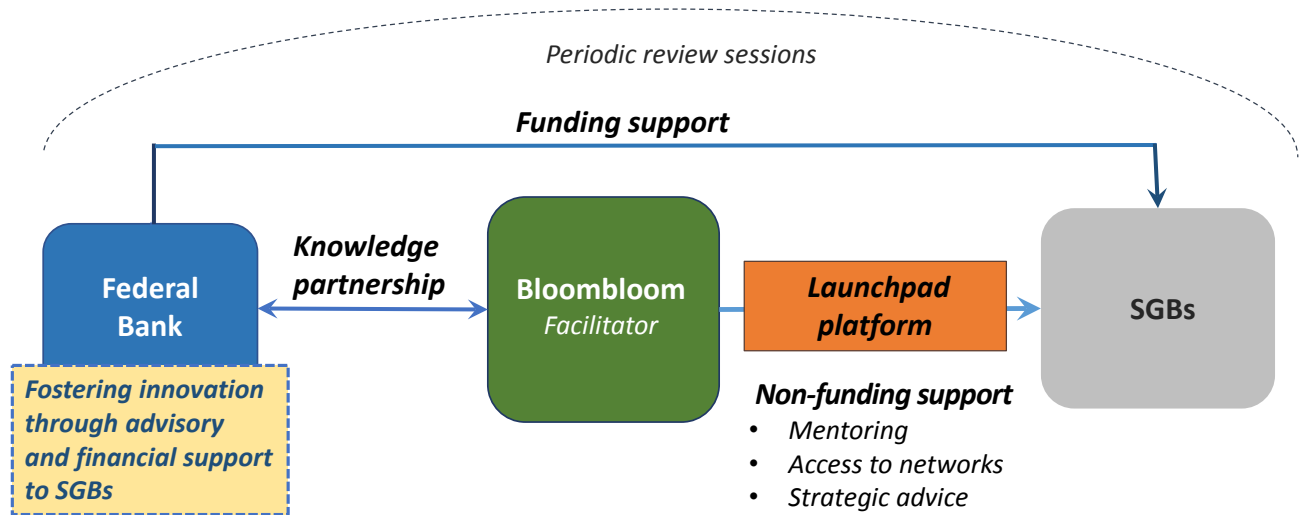 Periodic review sessions
Funding support
Knowledge
partnership
Federal
Bank
Bloombloom
Facilitator
Launchpad
platform
SGBs
Fostering innovation
through advisory
and financial support
to SGBs
Non-funding support
• Mentoring
• Access to networks
• Strategic advice